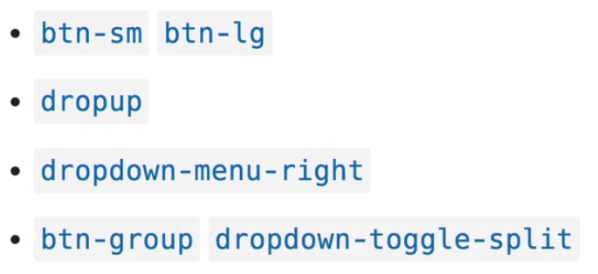 btn-sm btn-lg
dropup
dropdown-menu-right
btn-group dropdown-toggle-split